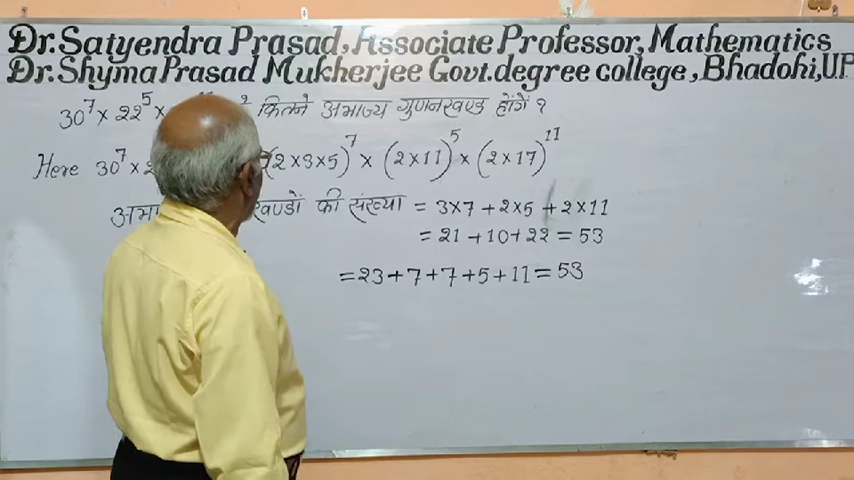 Dr. Satyendra Prasad, Associate Professor, Mathematics
Dr. Shyma Prasad Mukherjee Govt. degree college, Bhadohi, UP
30⁷ × 22⁵ × कितने अभाज्य गुणनखण्ड होंगे ?
Here 30⁷ × (2×3×5)⁷ × (2×11)⁵ × (2×17)¹¹
की संख्या = 3×7 + 2×5 + 2×11
= 21 + 10 + 22 = 53
= 23 + 7 + 7 + 5 + 11 = 53